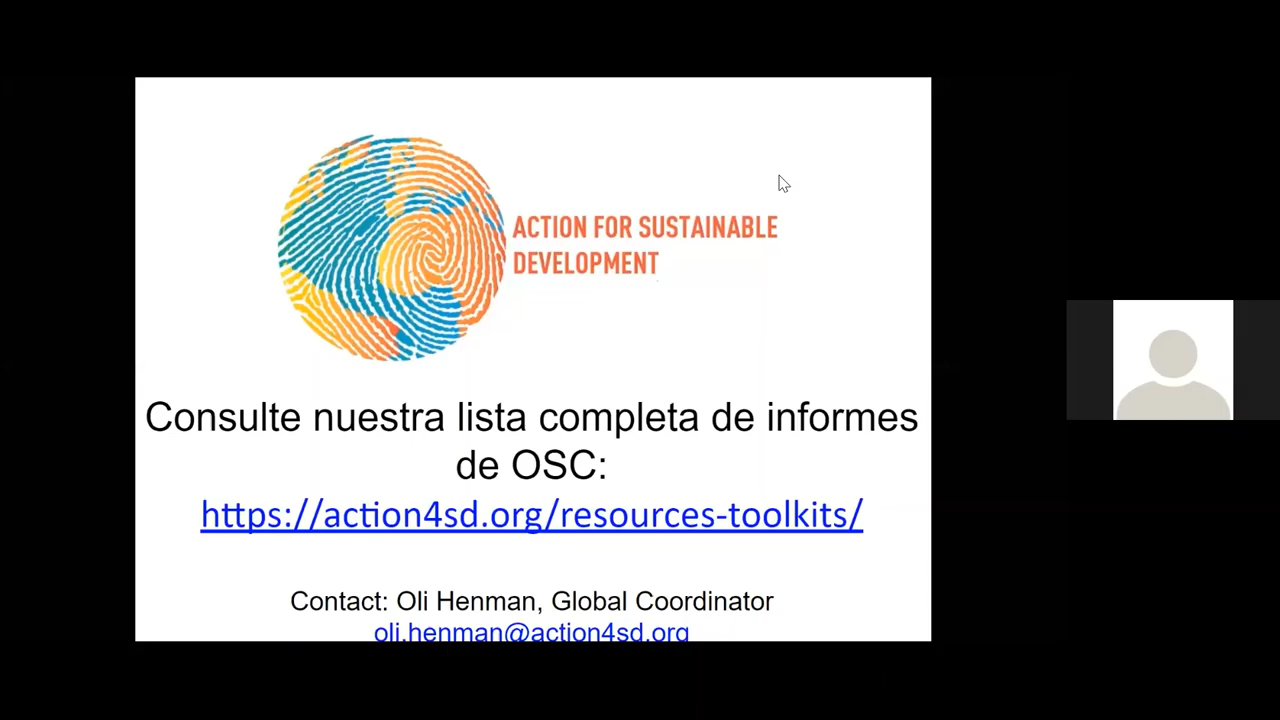 ACTION FOR SUSTAINABLE
DEVELOPMENT
Consulte nuestra lista completa de informes
de OSC:
https://action4sd.org/resources-toolkits/
Contact: Oli Henman, Global Coordinator
oli.henman@action4sd.org